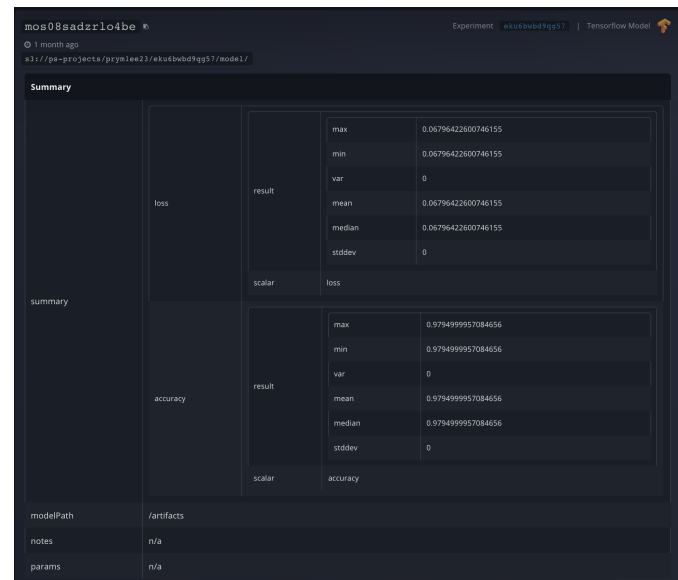 mos08sadzrlo4be
Experiment eku6bwbd9qg57 | Tensorflow Model
1 month ago
s3://ps-projects/prymlee23/eku6bwbd9qg57/model/
Summary
summary
loss
result
max 0.06796422600746155
min 0.06796422600746155
var 0
mean 0.06796422600746155
median 0.06796422600746155
stddev 0
scalar loss
accuracy
result
max 0.9794999957084656
min 0.9794999957084656
var 0
mean 0.9794999957084656
median 0.9794999957084656
stddev 0
scalar accuracy
modelPath /artifacts
notes n/a
params n/a